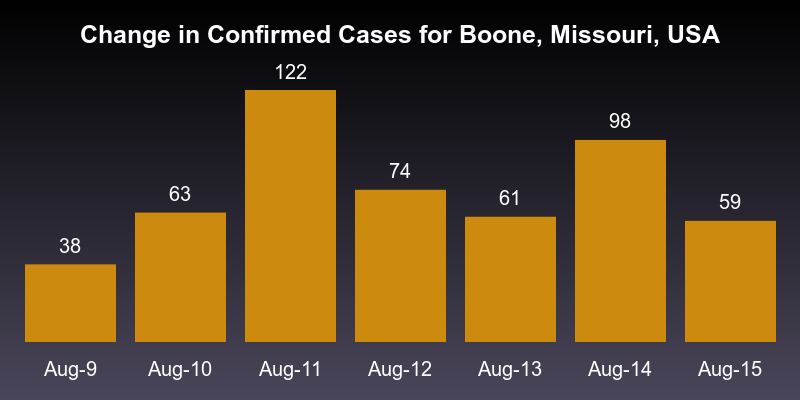 Change in Confirmed Cases for Boone, Missouri, USA
38
63
122
74
61
98
59
Aug-9
Aug-10
Aug-11
Aug-12
Aug-13
Aug-14
Aug-15